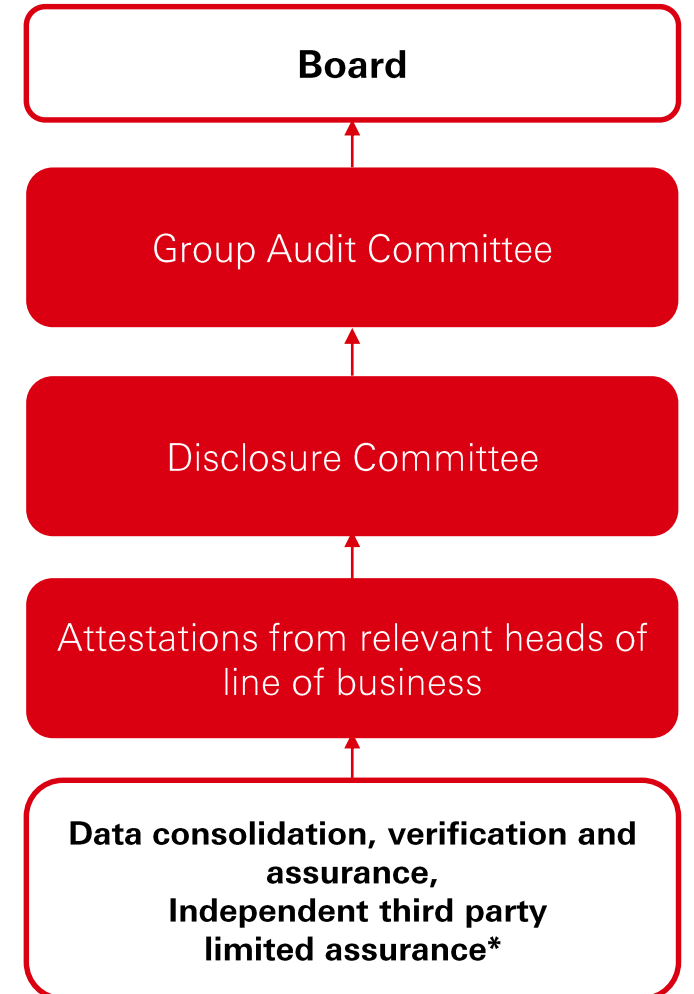 Board
Group Audit Committee
Disclosure Committee
Attestations from relevant heads of
line of business
Data consolidation, verification and
assurance,
Independent third party
limited assurance*